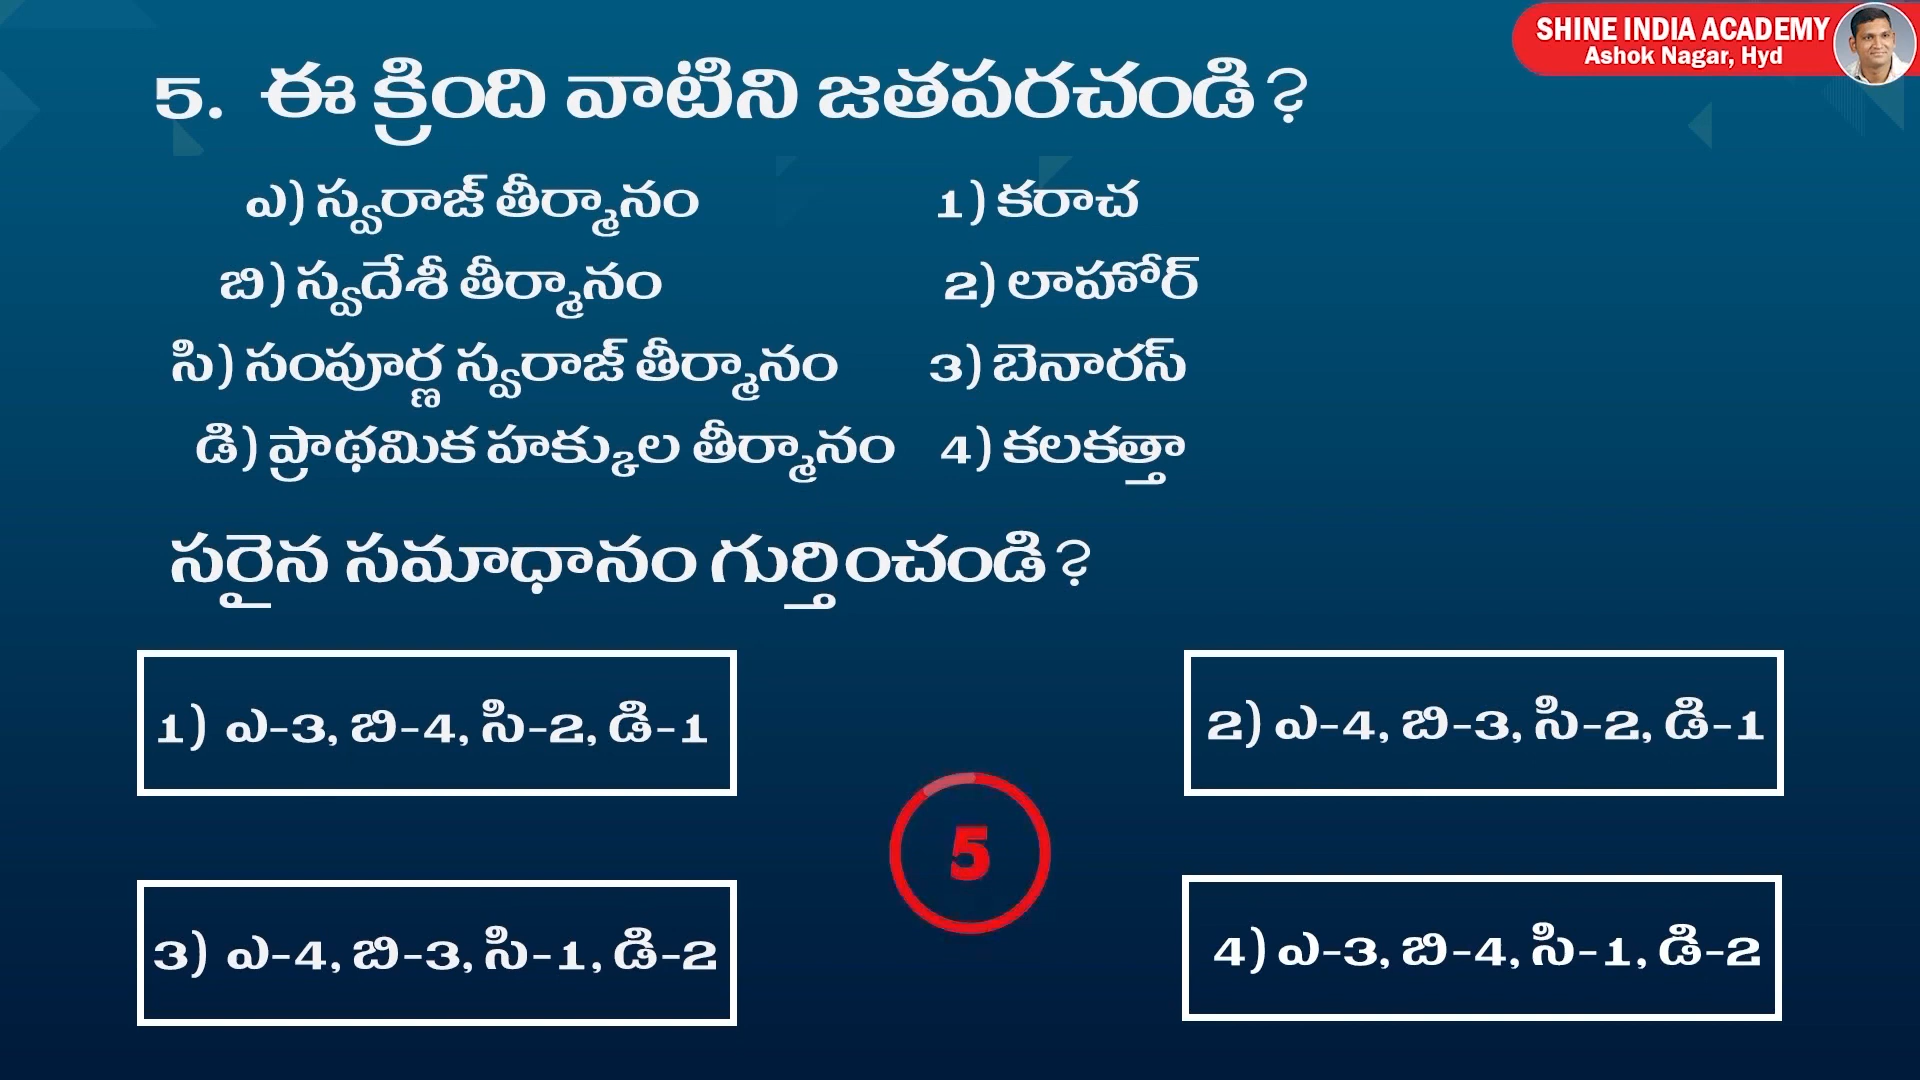 SHINE INDIA ACADEMY
Ashok Nagar, Hyd
5. ఈ క్రింది వాటిని జతపరచండి?
ఎ) స్వరాజ్ తీర్మానం 1) కరాచ
బి) స్వదేశీ తీర్మానం 2) లాహోర్
సి) సంపూర్ణ స్వరాజ్ తీర్మానం 3) బెనారస్
డి) ప్రాథమిక హక్కుల తీర్మానం 4) కలకత్తా
సరైన సమాధానం గుర్తించండి?
1) ఎ-3, బి-4, సి-2, డి-1
2) ఎ-4, బి-3, సి-2, డి-1
5
3) ఎ-4, బి-3, సి-1, డి-2
4) ఎ-3, బి-4, సి-1, డి-2